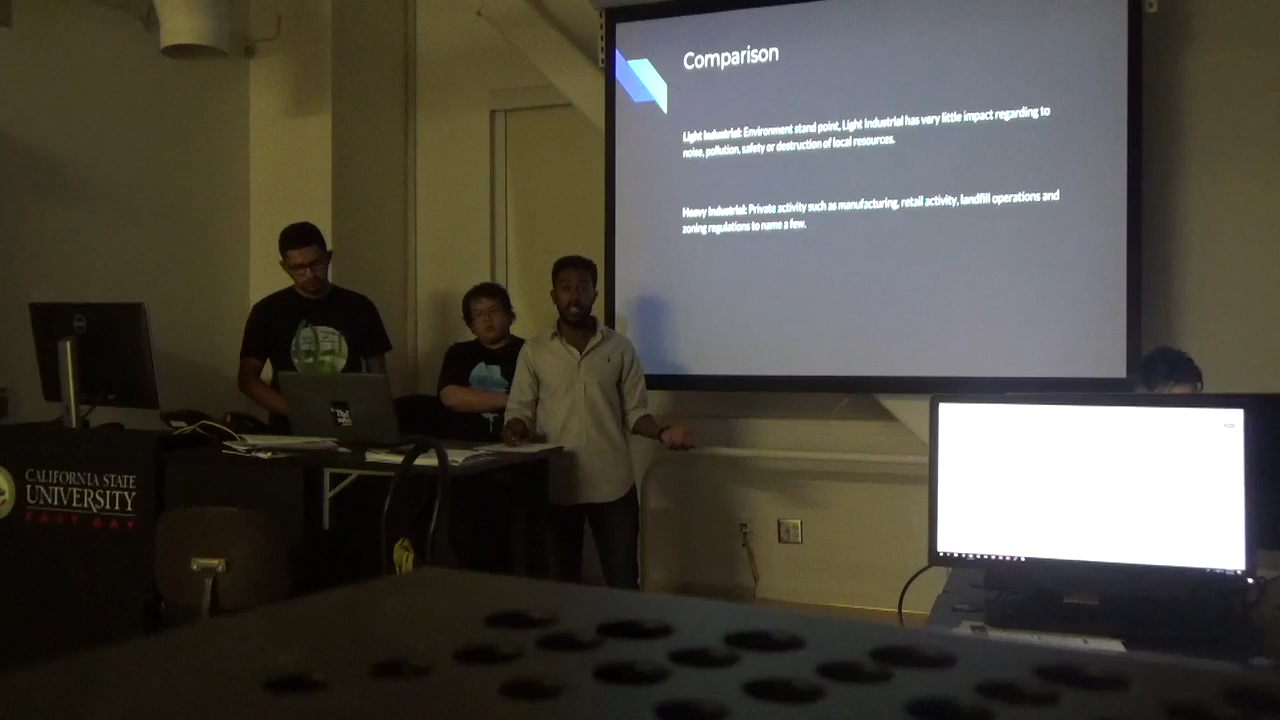 Comparison
Light Industrial: Environment stand point, Light Industrial has very little impact regarding to
noise, pollution, safety or destruction of local resources.
Heavy Industrial: Private activity such as manufacturing, retail activity, landfill operations and
zoning regulations to name a few.
CALIFORNIA STATE
UNIVERSITY
EAST BAY